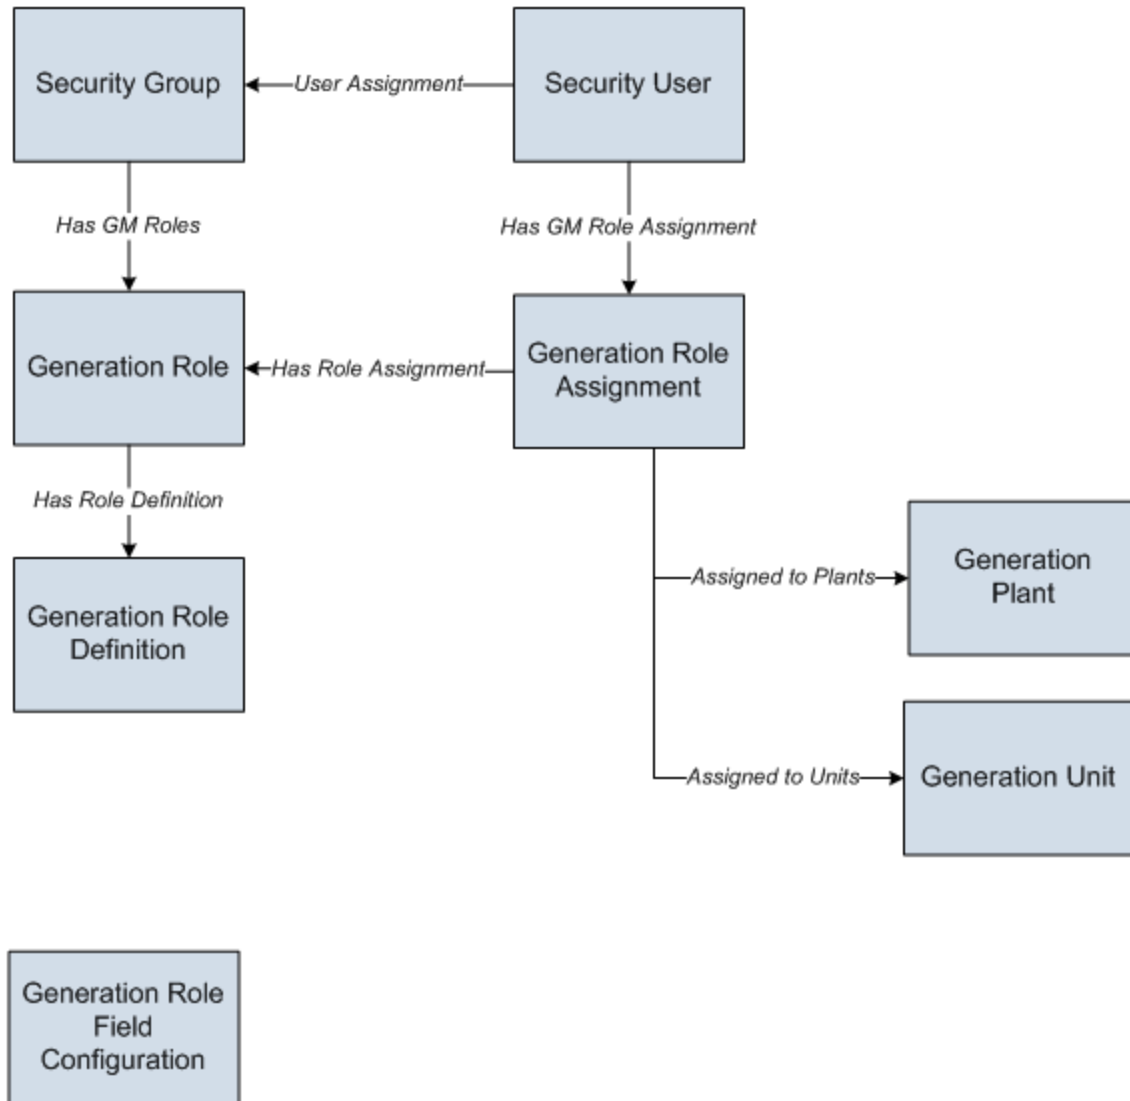 Security Group
User Assignment
Security User
Has GM Roles
Has GM Role Assignment
Generation Role
Has Role Assignment
Generation Role
Assignment
Has Role Definition
Generation Role
Definition
Assigned to Plants
Generation
Plant
Assigned to Units
Generation Unit
Generation Role
Field
Configuration